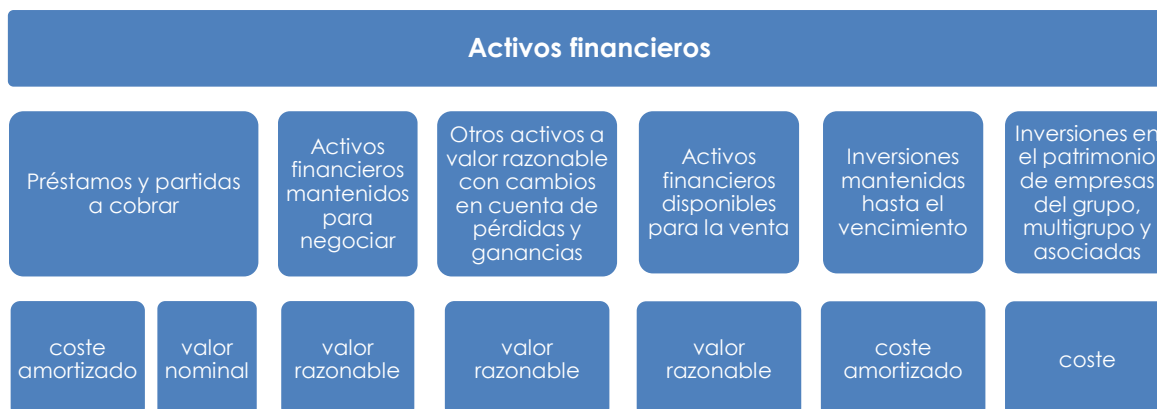 Activos financieros
Préstamos y partidas
a cobrar
Activos
financieros
mantenidos
para
negociar
Otros activos a
valor razonable
con cambios
en cuenta de
pérdidas y
ganancias
Activos
financieros
disponibles
para la venta
Inversiones
mantenidas
hasta el
vencimiento
Inversiones en
el patrimonio
de empresas
del grupo,
multigrupo y
asociadas
coste
amortizado
valor
nominal
valor
razonable
valor
razonable
valor
razonable
coste
amortizado
coste